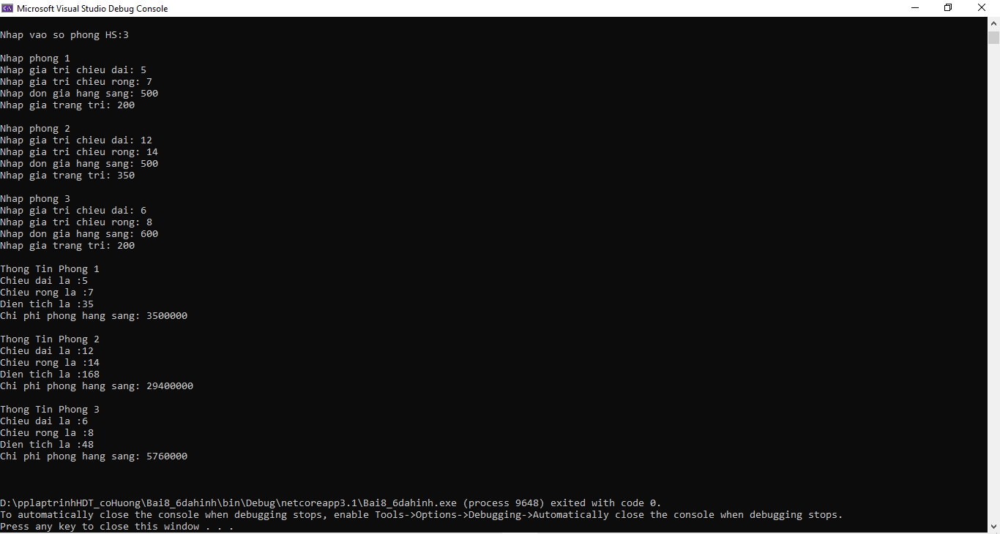 Microsoft Visual Studio Debug Console
Nhap vao so phong HS:3
Nhap phong 1
Nhap gia tri chieu dai: 5
Nhap gia tri chieu rong: 7
Nhap don gia hang sang: 500
Nhap gia trang tri: 200
Nhap phong 2
Nhap gia tri chieu dai: 12
Nhap gia tri chieu rong: 14
Nhap don gia hang sang: 500
Nhap gia trang tri: 350
Nhap phong 3
Nhap gia tri chieu dai: 6
Nhap gia tri chieu rong: 8
Nhap don gia hang sang: 600
Nhap gia trang tri: 200
Thong Tin Phong 1
Chieu dai la :5
Chieu rong la :7
Dien tich la :35
Chi phi phong hang sang: 3500000
Thong Tin Phong 2
Chieu dai la :12
Chieu rong la :14
Dien tich la :168
Chi phi phong hang sang: 29400000
Thong Tin Phong 3
Chieu dai la :6
Chieu rong la :8
Dien tich la :48
Chi phi phong hang sang: 5760000
D:\pplaptrinhHDT_coHuong\Bai8_6dahinh\bin\Debug\netcoreapp3.1\Bai8_6dahinh.exe (process 9648) exited with code 0.
To automatically close the console when debugging stops, enable Tools->Options->Debugging->Automatically close the console when debugging stops.
Press any key to close this window . . .